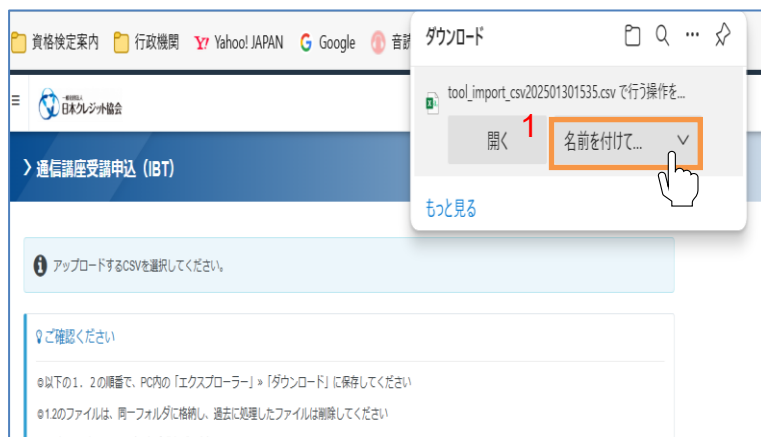 資格検定案内 行政機関 Yahoo! JAPAN Google 音読
ダウンロード
tool_import_csv202501301535.csv で行う操作を...
開く 1 名前を付けて...
もっと見る
一般社団法人
日本クレジット協会
通信講座受講申込（IBT）
アップロードするCSVを選択してください。
ご確認ください
◎以下の1．2の順番で、PC内の「エクスプローラー」»「ダウンロード」に保存してください
◎1.2のファイルは、同一フォルダに格納し、過去に処理したファイルは削除してください